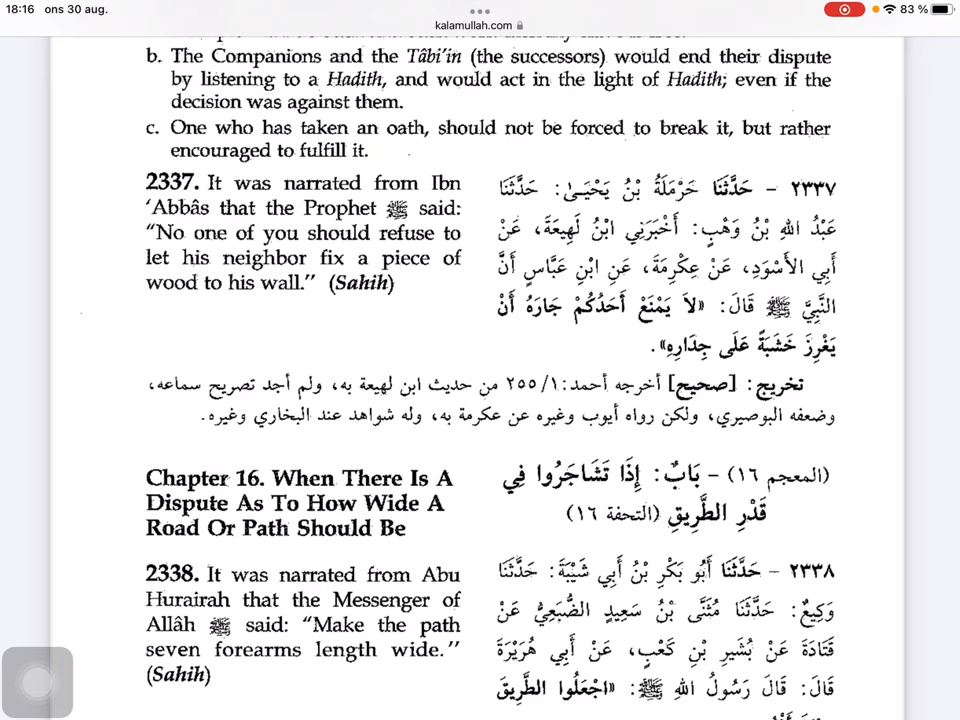 18:16 ons 30 aug.
83 %
kalamullah.com
b. The Companions and the Tâbi'in (the successors) would end their dispute
by listening to a Hadith, and would act in the light of Hadith; even if the
decision was against them.
c. One who has taken an oath, should not be forced to break it, but rather
encouraged to fulfill it.
2337. It was narrated from Ibn
'Abbâs that the Prophet ﷺ said:
"No one of you should refuse to
let his neighbor fix a piece of
wood to his wall." (Sahih)
٢٣٣٧ - حَدَّثَنَا حَرْمَلَةُ بْنُ يَحْيَىٰ: حَدَّثَنَا
عَبْدُ اللهِ بْنُ وَهْبٍ: أَخْبَرَنِي ابْنُ لَهِيعَةَ، عَنْ
أَبِي الأَسْوَدِ، عَنْ عِكْرِمَةَ، عَنِ ابْنِ عَبَّاسٍ أَنَّ
النَّبِيَّ ﷺ قَالَ: «لَا يَمْنَعْ أَحَدُكُمْ جَارَهُ أَنْ
يَغْرِزَ خَشَبَةً عَلَى جِدَارِهِ».
تخريج: [صحيح] أخرجه أحمد: ١/ ٢٥٥ من حديث ابن لهيعة به، ولم أجد تصريح سماعه،
وضعفه البوصيري، ولكن رواه أيوب وغيره عن عكرمة به، وله شواهد عند البخاري وغيره.
Chapter 16. When There Is A
Dispute As To How Wide A
Road Or Path Should Be
(المعجم ١٦) - بَابٌ: إِذَا تَشَاجَرُوا فِي
قَدْرِ الطَّرِيقِ (التحفة ١٦)
2338. It was narrated from Abu
Hurairah that the Messenger of
Allâh ﷺ said: "Make the path
seven forearms length wide."
(Sahih)
٢٣٣٨ - حَدَّثَنَا أَبُو بَكْرِ بْنُ أَبِي شَيْبَةَ: حَدَّثَنَا
وَكِيعٌ: حَدَّثَنَا مُثَنَّى بْنُ سَعِيدٍ الضُّبَعِيُّ عَنْ
قَتَادَةَ عَنْ بُشَيْرِ بْنِ كَعْبٍ، عَنْ أَبِي هُرَيْرَةَ
قَالَ: قَالَ رَسُولُ اللهِ ﷺ: «اجْعَلُوا الطَّرِيقَ